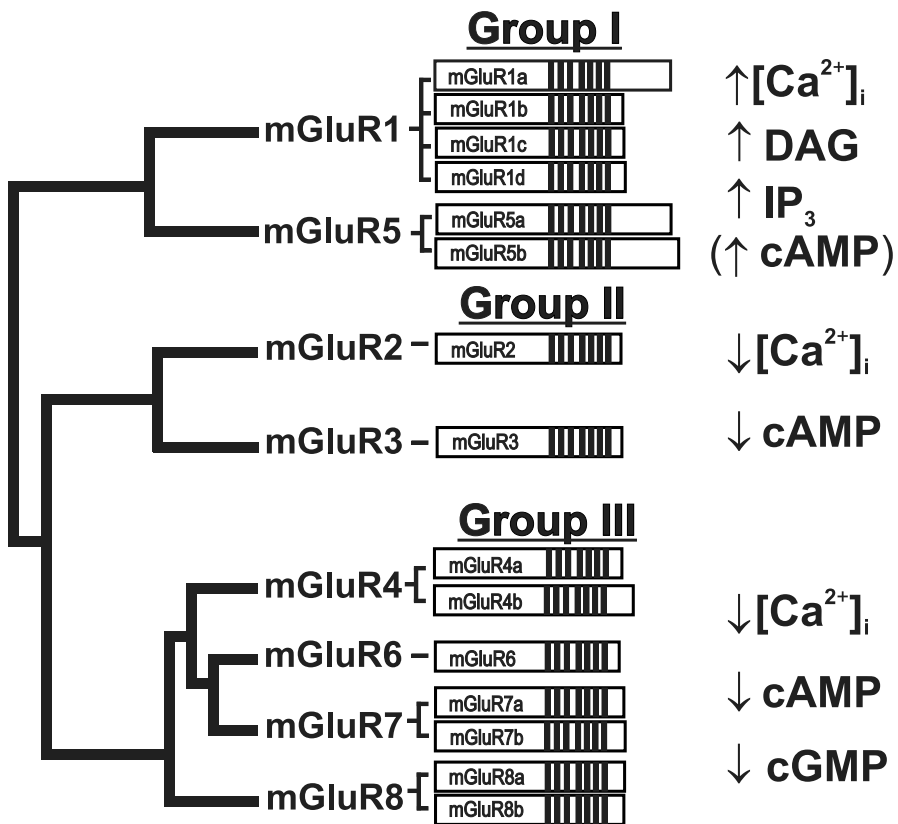 Group I
mGluR1
mGluR1a
mGluR1b
mGluR1c
mGluR1d
mGluR5
mGluR5a
mGluR5b
↑[Ca²⁺]ᵢ
↑ DAG
↑ IP₃
(↑ cAMP)
Group II
mGluR2
mGluR2
mGluR3
mGluR3
↓[Ca²⁺]ᵢ
↓ cAMP
Group III
mGluR4
mGluR4a
mGluR4b
mGluR6
mGluR6
mGluR7
mGluR7a
mGluR7b
mGluR8
mGluR8a
mGluR8b
↓[Ca²⁺]ᵢ
↓ cAMP
↓ cGMP